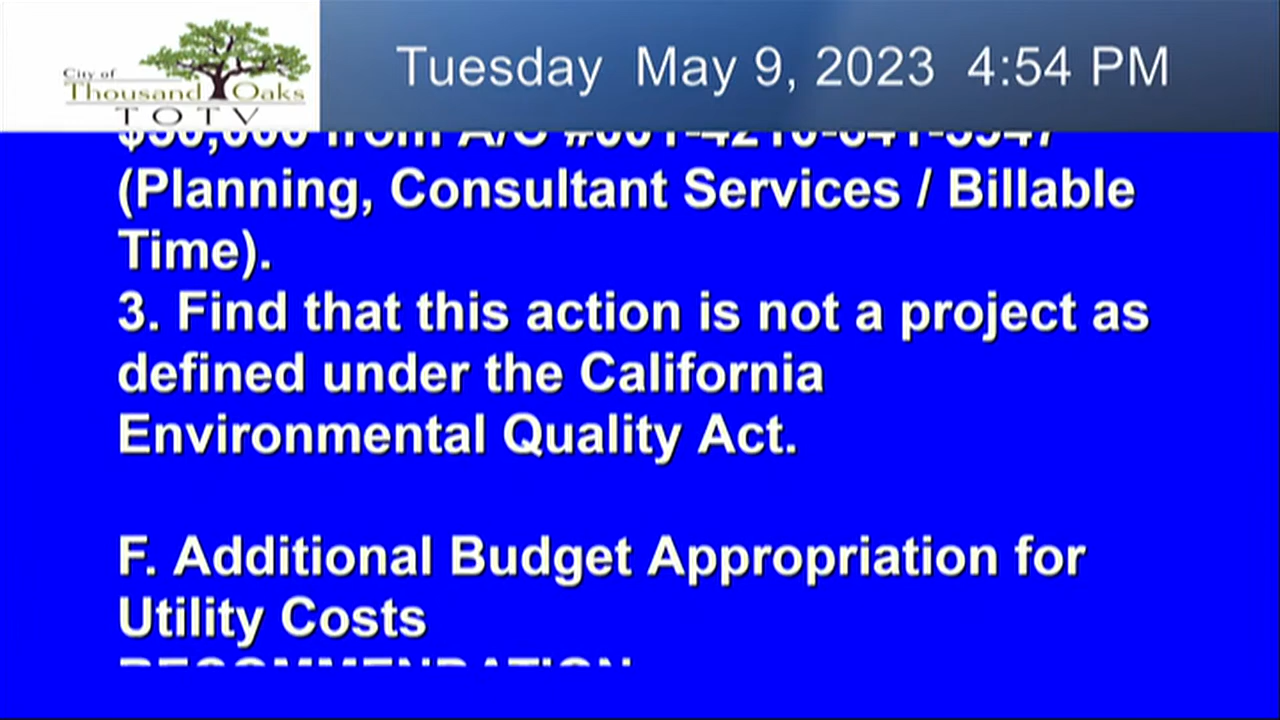 City of
Thousand Oaks
TOTV
Tuesday May 9, 2023 4:54 PM
from A/C
(Planning, Consultant Services / Billable
Time).
3. Find that this action is not a project as
defined under the California
Environmental Quality Act.
F. Additional Budget Appropriation for
Utility Costs
RECOMMENDATION